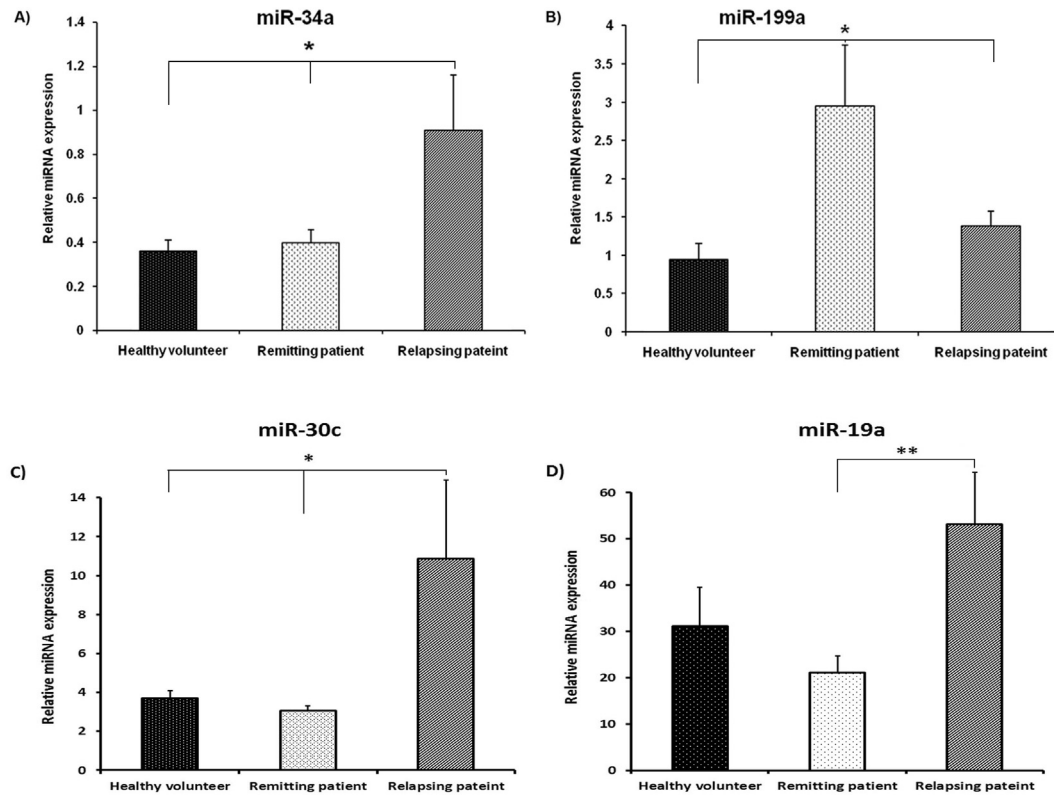 A)
miR-34a
*
Relative miRNA expression
1.4
1.2
1
0.8
0.6
0.4
0.2
0
Healthy volunteer Remitting patient Relapsing pateint
B)
miR-199a
*
Relative miRNA expression
4
3.5
3
2.5
2
1.5
1
0.5
0
Healthy volunteer Remitting patient Relapsing pateint
C)
miR-30c
*
Relative miRNA expression
14
12
10
8
6
4
2
0
Healthy volunteer Remitting patient Relapsing pateint
D)
miR-19a
**
Relative miRNA expression
60
50
40
30
20
10
0
Healthy volunteer Remitting patient Relapsing pateint